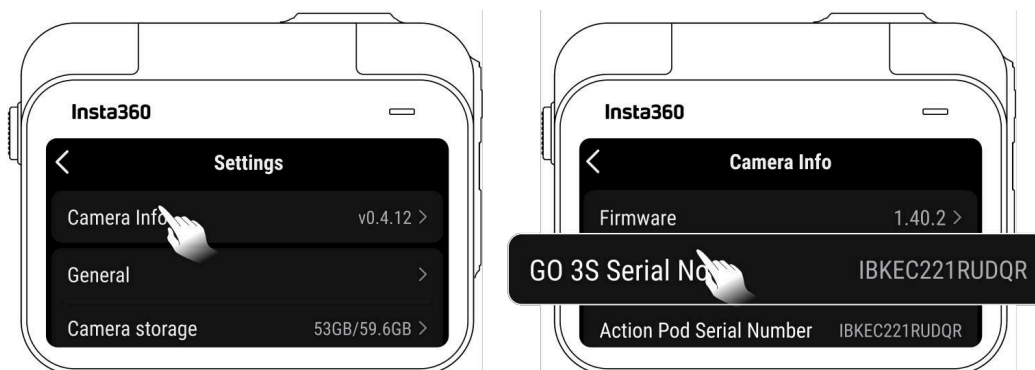 Insta360
Settings
Camera Info v0.4.12
General
Camera storage 53GB/59.6GB
Insta360
Camera Info
Firmware 1.40.2
GO 3S Serial No
IBKEC221RUDQR
Action Pod Serial Number IBKEC221RUDQR